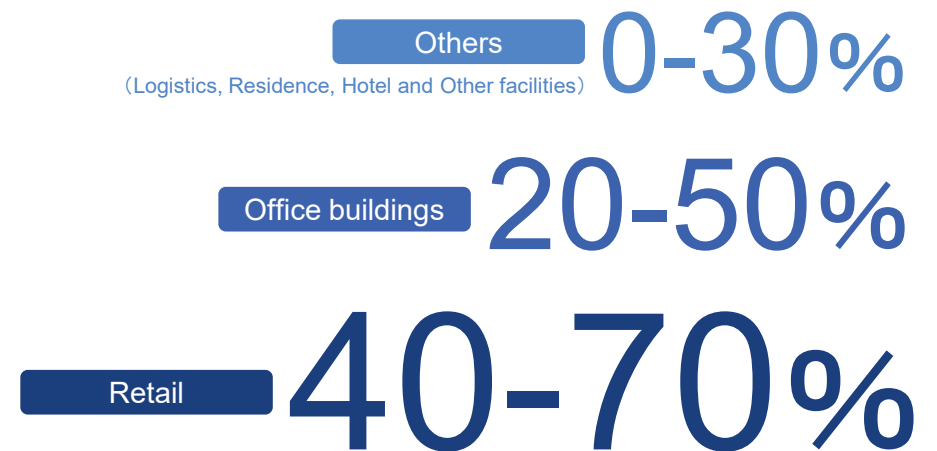 Others 0-30%
（Logistics, Residence, Hotel and Other facilities）
Office buildings 20-50%
Retail 40-70%